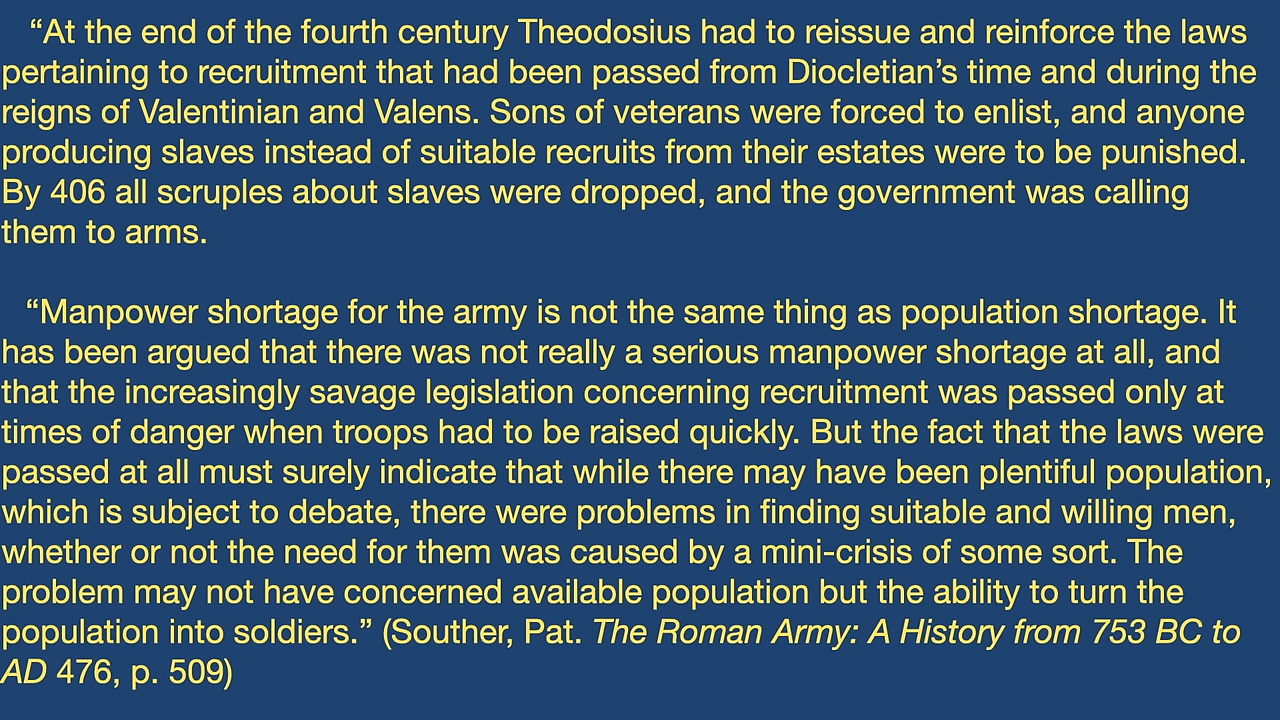 “At the end of the fourth century Theodosius had to reissue and reinforce the laws
pertaining to recruitment that had been passed from Diocletian’s time and during the
reigns of Valentinian and Valens. Sons of veterans were forced to enlist, and anyone
producing slaves instead of suitable recruits from their estates were to be punished.
By 406 all scruples about slaves were dropped, and the government was calling
them to arms.
“Manpower shortage for the army is not the same thing as population shortage. It
has been argued that there was not really a serious manpower shortage at all, and
that the increasingly savage legislation concerning recruitment was passed only at
times of danger when troops had to be raised quickly. But the fact that the laws were
passed at all must surely indicate that while there may have been plentiful population,
which is subject to debate, there were problems in finding suitable and willing men,
whether or not the need for them was caused by a mini-crisis of some sort. The
problem may not have concerned available population but the ability to turn the
population into soldiers.” (Souther, Pat. The Roman Army: A History from 753 BC to
AD 476, p. 509)